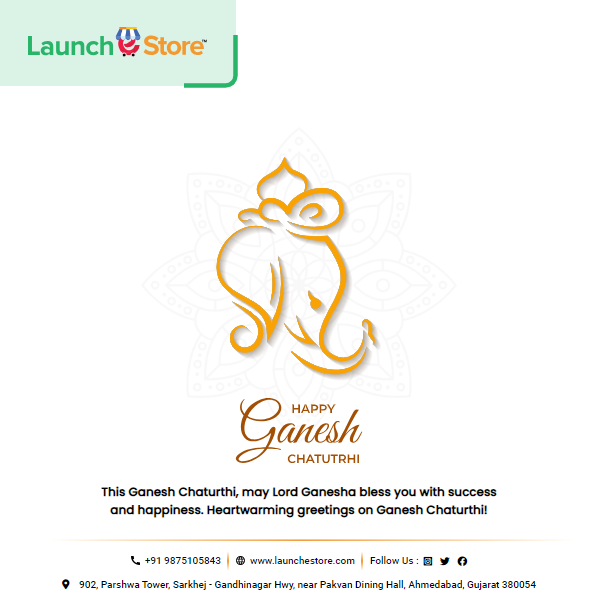 Launch e Store™
HAPPY
Ganesh
CHATUTRHI
This Ganesh Chaturthi, may Lord Ganesha bless you with success
and happiness. Heartwarming greetings on Ganesh Chaturthi!
+91 9875105843 www.launchestore.com Follow Us :
902, Parshwa Tower, Sarkhej - Gandhinagar Hwy, near Pakvan Dining Hall, Ahmedabad, Gujarat 380054